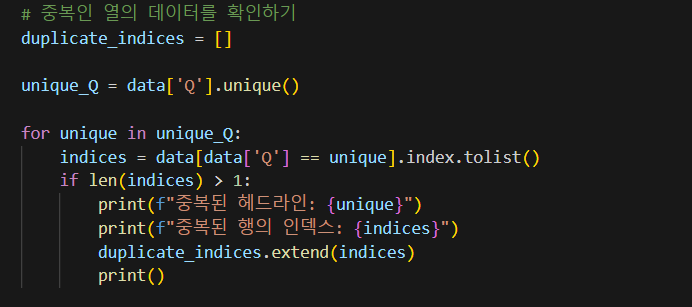 # 중복인 열의 데이터를 확인하기
duplicate_indices = []
unique_Q = data['Q'].unique()
for unique in unique_Q:
    indices = data[data['Q'] == unique].index.tolist()
    if len(indices) > 1:
        print(f"중복된 헤드라인: {unique}")
        print(f"중복된 행의 인덱스: {indices}")
        duplicate_indices.extend(indices)
        print()